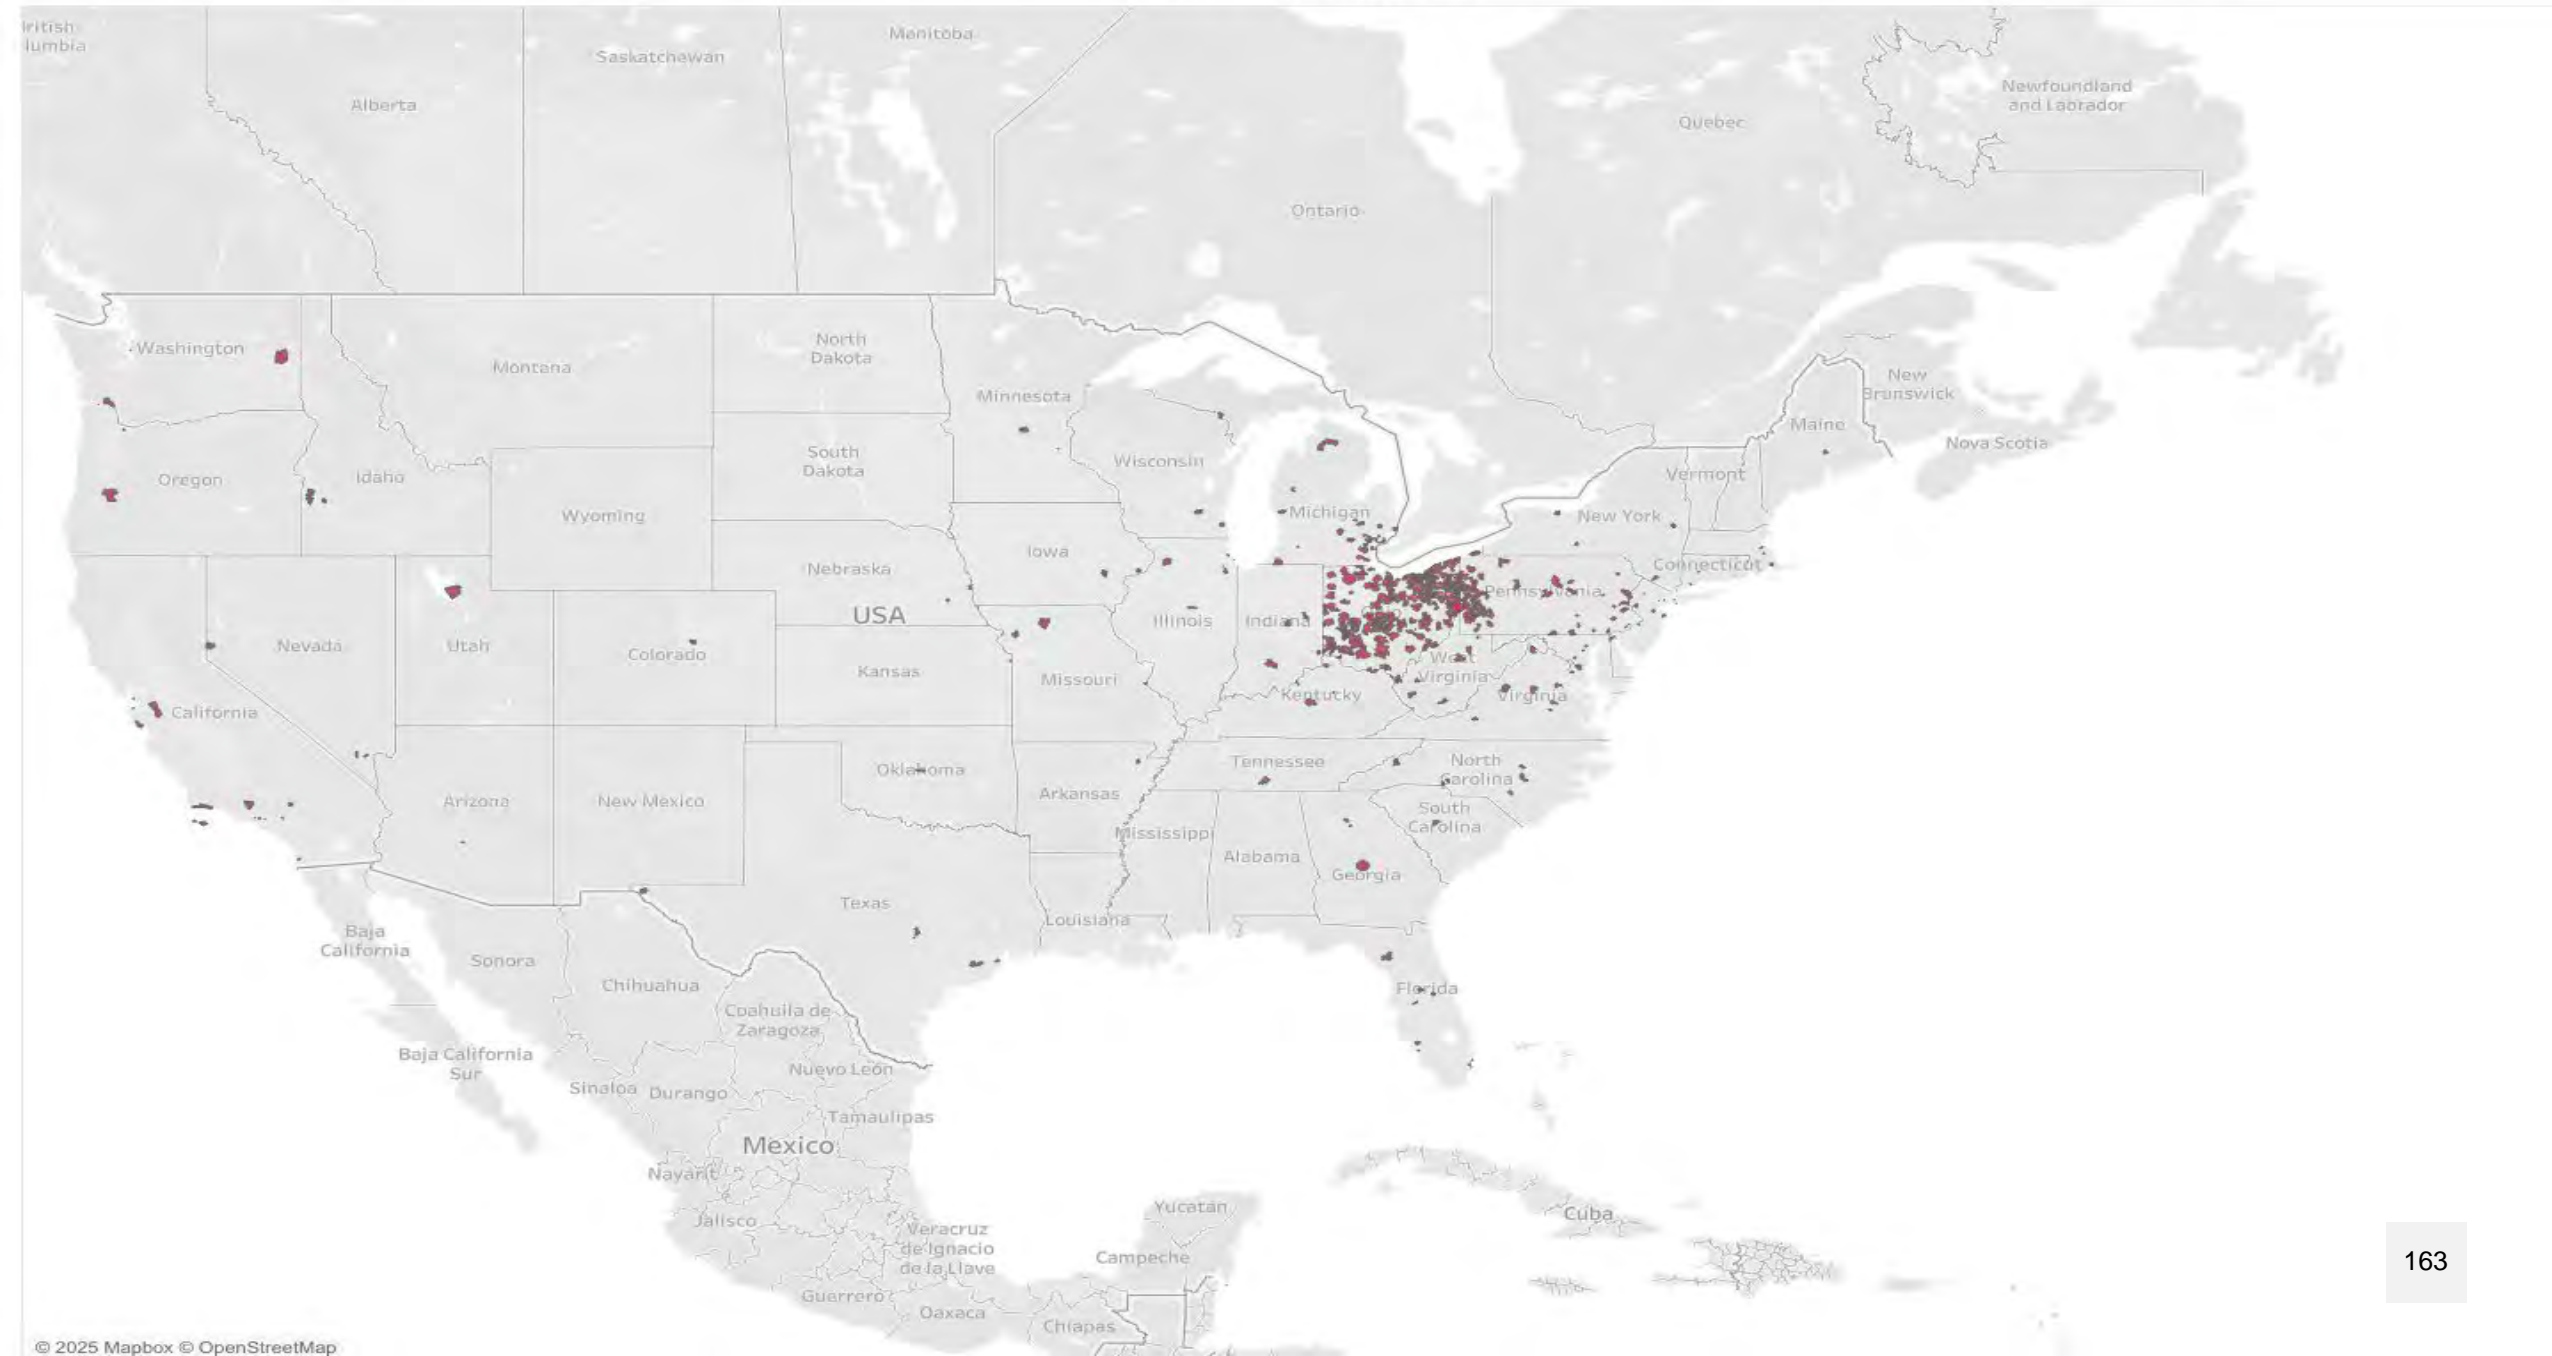 ritish
lumbia
Alberta
Saskatchewan
Manitoba
Ontario
Quebec
Newfoundland
and Labrador
New
Brunswick
Nova Scotia
Maine
Washington
Montana
North
Dakota
Minnesota
Oregon
Idaho
Wyoming
South
Dakota
Wisconsin
Michigan
New York
Vermont
Connecticut
Nebraska
Iowa
USA
Illinois
Indiana
Pennsylvania
Nevada
Utah
Colorado
Kansas
Missouri
Kentucky
West
Virginia
Virginia
California
Arizona
New Mexico
Oklahoma
Arkansas
Tennessee
North
Carolina
South
Carolina
Mississippi
Alabama
Georgia
Texas
Louisiana
Florida
Baja
California
Sonora
Chihuahua
Coahuila de
Zaragoza
Baja California
Sur
Sinaloa
Durango
Nuevo León
Tamaulipas
Mexico
Nayarit
Jalisco
Veracruz
de Ignacio
de la Llave
Yucatán
Campeche
Cuba
Guerrero
Oaxaca
Chiapas
163
© 2025 Mapbox © OpenStreetMap